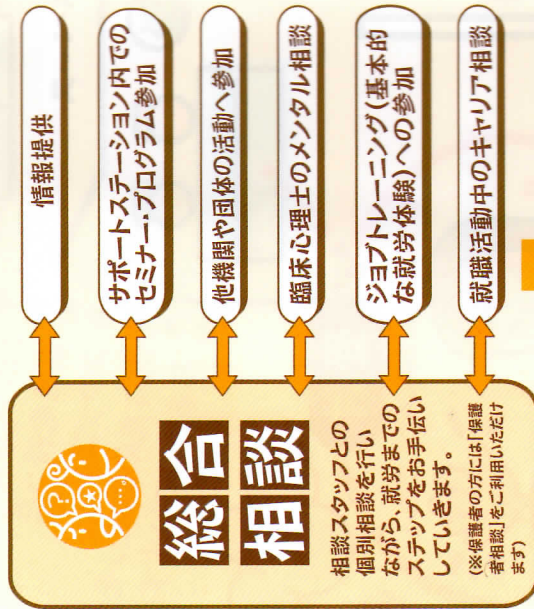 総合
相談
相談スタッフとの
個別相談を行い
ながら、就労までの
ステップをお手伝い
していきます。
(※保護者の方には「保護
者相談」をご利用いただけ
ます)
情報提供
サポートステーション内での
セミナー・プログラム参加
他機関や団体の活動へ参加
臨床心理士のメンタル相談
ジョブトレーニング(基本的
な就労体験)への参加
就職活動中のキャリア相談